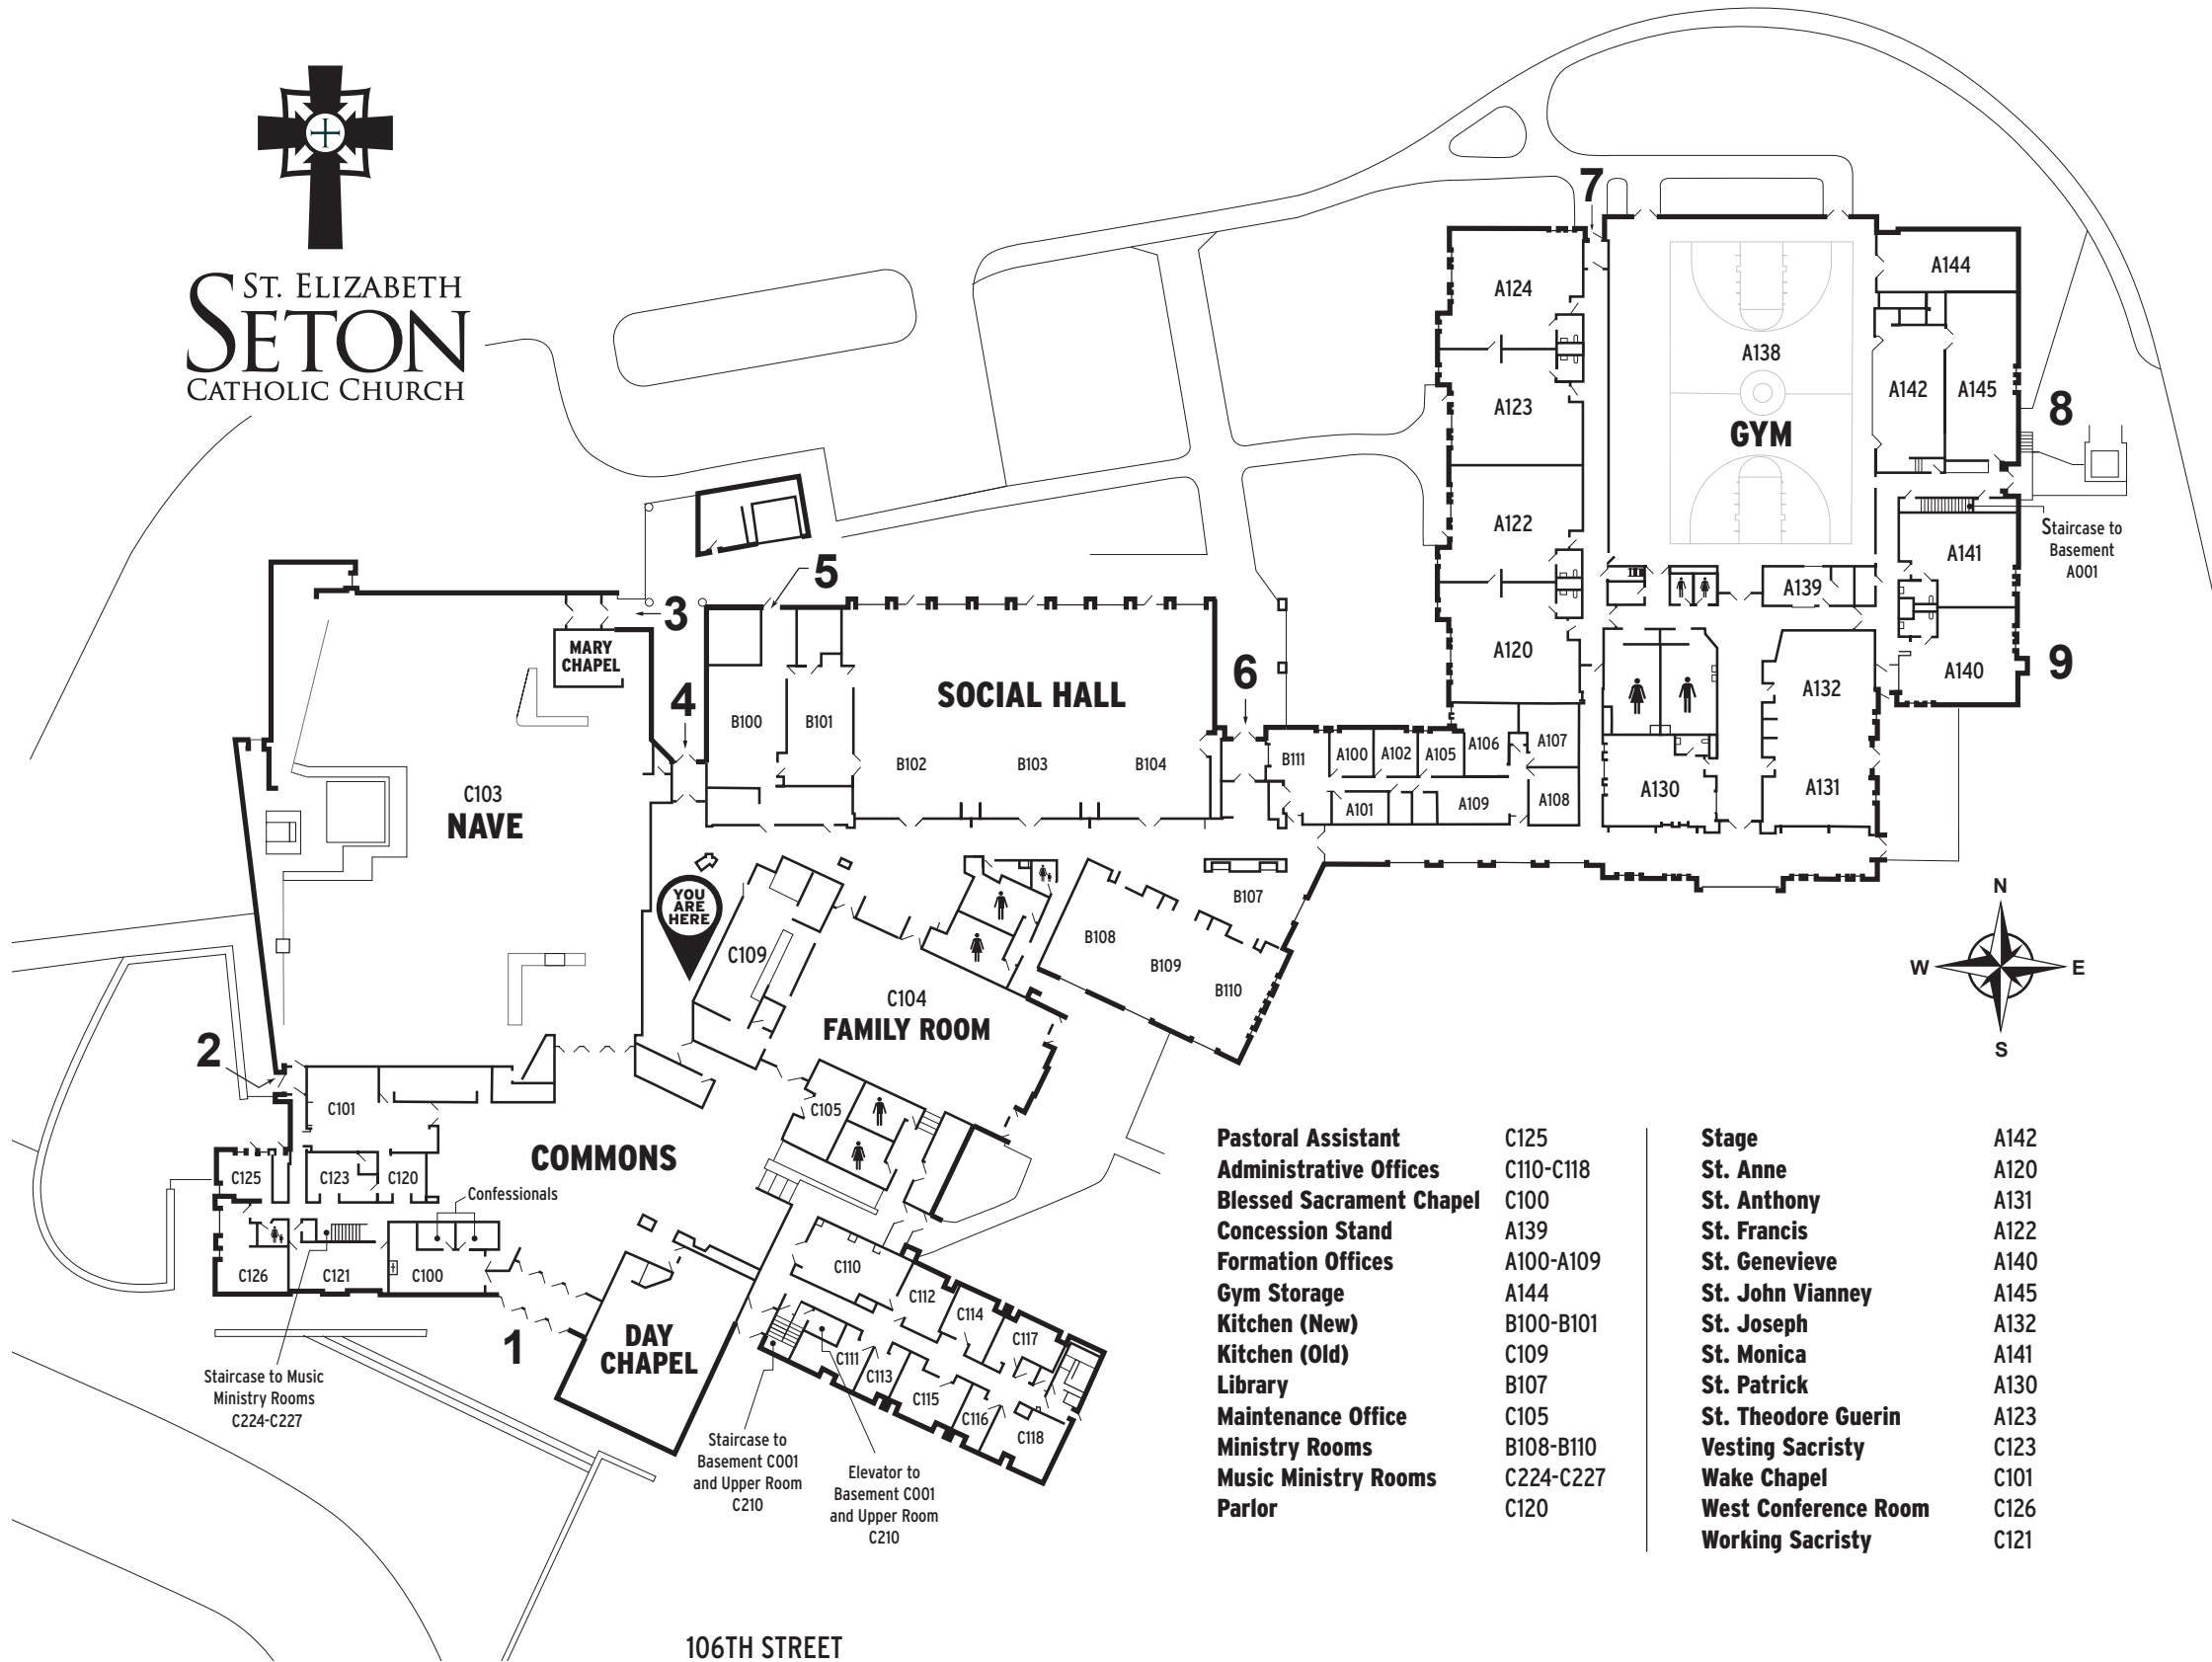 ST. ELIZABETH
SETON
CATHOLIC CHURCH
7
A124
A144
A138
GYM
A123
A142
A145
8
A122
Staircase to
Basement
A001
A141
A139
5
3
MARY
CHAPEL
4
B100
B101
SOCIAL HALL
B102
B103
B104
6
A120
A140
9
A132
B111
A100
A102
A105
A106
A107
A101
A109
A108
A130
A131
C103
NAVE
YOU
ARE
HERE
C109
B107
B108
B109
B110
C104
FAMILY ROOM
N
W
E
S
2
C101
C105
COMMONS
C125
C123
C120
Confessionals
C126
C121
C100
C110
C112
C114
C117
1
DAY
CHAPEL
C111
C113
C115
C116
C118
Staircase to Music
Ministry Rooms
C224-C227
Staircase to
Basement C001
and Upper Room
C210
Elevator to
Basement C001
and Upper Room
C210
Pastoral Assistant C125
Administrative Offices C110-C118
Blessed Sacrament Chapel C100
Concession Stand A139
Formation Offices A100-A109
Gym Storage A144
Kitchen (New) B100-B101
Kitchen (Old) C109
Library B107
Maintenance Office C105
Ministry Rooms B108-B110
Music Ministry Rooms C224-C227
Parlor C120
Stage A142
St. Anne A120
St. Anthony A131
St. Francis A122
St. Genevieve A140
St. John Vianney A145
St. Joseph A132
St. Monica A141
St. Patrick A130
St. Theodore Guerin A123
Vesting Sacristy C123
Wake Chapel C101
West Conference Room C126
Working Sacristy C121
106TH STREET